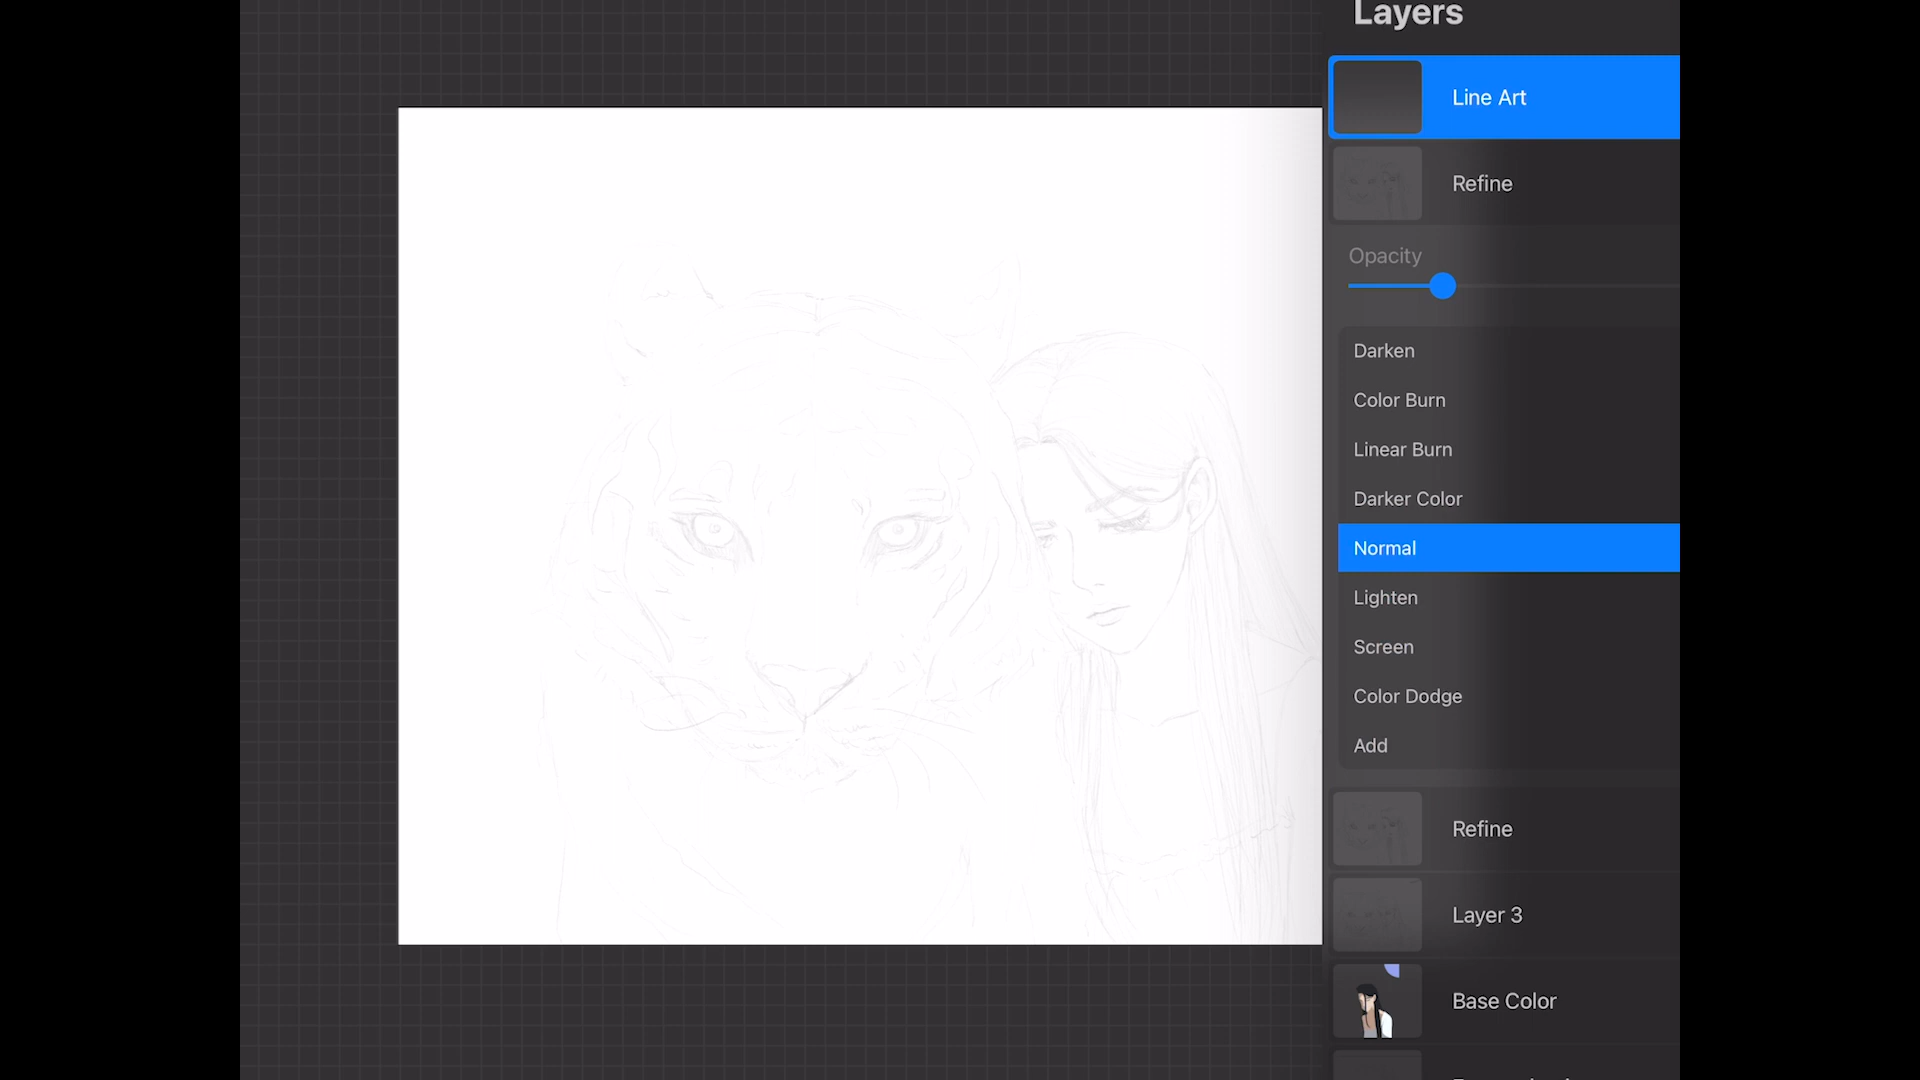 Layers
Line Art
Refine
Opacity
Darken
Color Burn
Linear Burn
Darker Color
Normal
Lighten
Screen
Color Dodge
Add
Refine
Layer 3
Base Color